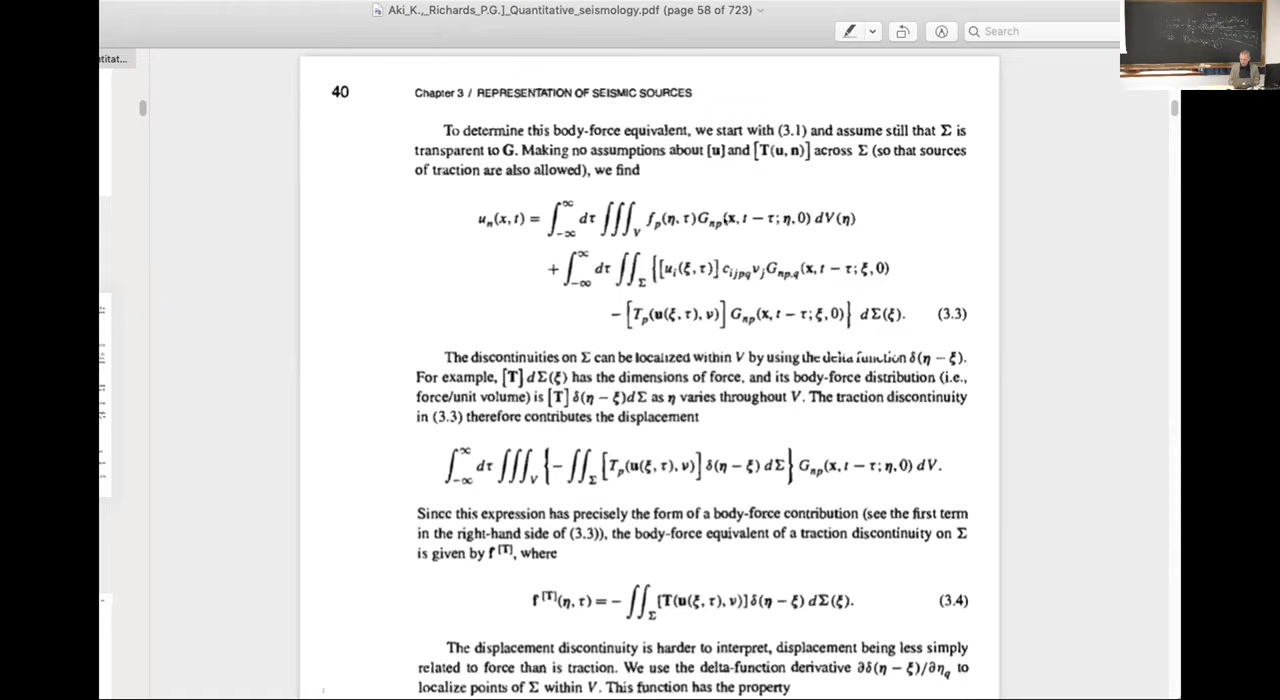 Aki_K.,_Richards_P.G.]_Quantitative_seismology.pdf (page 58 of 723)
Search
titat...
40
Chapter 3 / REPRESENTATION OF SEISMIC SOURCES
To determine this body-force equivalent, we start with (3.1) and assume still that Σ is
transparent to G. Making no assumptions about [u] and [T(u, n)] across Σ (so that sources
of traction are also allowed), we find
u_n(x, t) = ∫_{-∞}^{∞} dτ ∭_V f_p(η, τ)G_{np}(x, t − τ; η, 0) dV(η)
+ ∫_{-∞}^{∞} dτ ∬_Σ {[u_i(ξ, τ)] c_{ijpq} ν_j G_{np,q}(x, t − τ; ξ, 0)
− [T_p(u(ξ, τ), ν)] G_{np}(x, t − τ; ξ, 0)} dΣ(ξ). (3.3)
The discontinuities on Σ can be localized within V by using the delta function δ(η − ξ).
For example, [T] dΣ(ξ) has the dimensions of force, and its body-force distribution (i.e.,
force/unit volume) is [T] δ(η − ξ)dΣ as η varies throughout V. The traction discontinuity
in (3.3) therefore contributes the displacement
∫_{-∞}^{∞} dτ ∭_V {− ∬_Σ [T_p(u(ξ, τ), ν)] δ(η − ξ) dΣ} G_{np}(x, t − τ; η, 0) dV.
Since this expression has precisely the form of a body-force contribution (see the first term
in the right-hand side of (3.3)), the body-force equivalent of a traction discontinuity on Σ
is given by f^{[T]}, where
f^{[T]}(η, τ) = − ∬_Σ [T(u(ξ, τ), ν)] δ(η − ξ) dΣ(ξ). (3.4)
The displacement discontinuity is harder to interpret, displacement being less simply
related to force than is traction. We use the delta-function derivative ∂δ(η − ξ)/∂η_q to
localize points of Σ within V. This function has the property